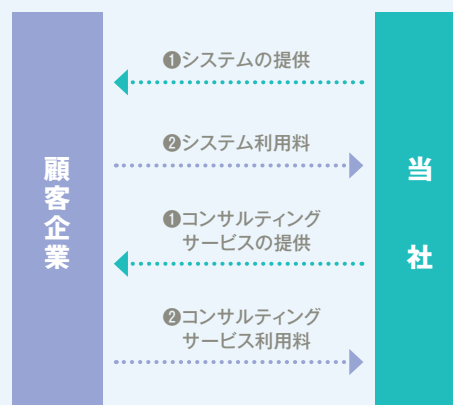 顧客企業
❶システムの提供
❷システム利用料
❶コンサルティング
サービスの提供
❷コンサルティング
サービス利用料
当社